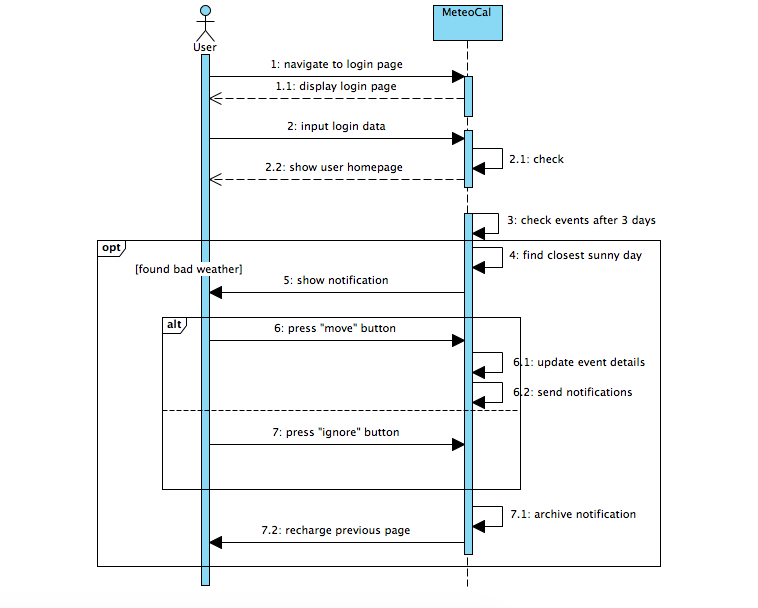 MeteoCal
User
1: navigate to login page
1.1: display login page
2: input login data
2.1: check
2.2: show user homepage
3: check events after 3 days
opt
4: find closest sunny day
[found bad weather]
5: show notification
alt
6: press "move" button
6.1: update event details
6.2: send notifications
7: press "ignore" button
7.1: archive notification
7.2: recharge previous page